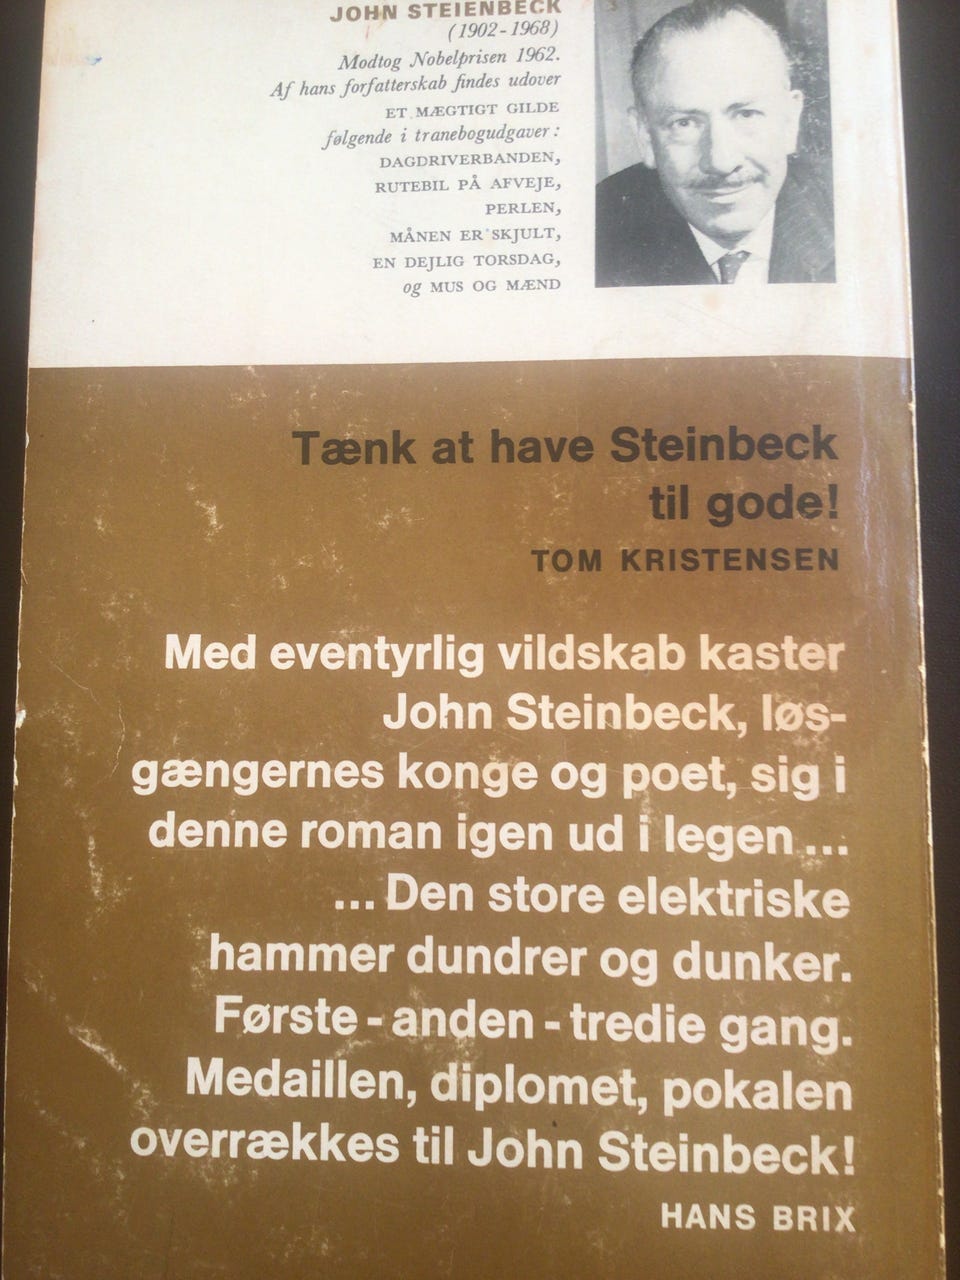 JOHN STEIENBECK
(1902-1968)
Modtog Nobelprisen 1962.
Af hans forfatterskab findes udover
ET MÆGTIGT GILDE
følgende i tranebogudgaver:
DAGDRIVERBANDEN,
RUTEBIL PÅ AFVEJE,
PERLEN,
MÅNEN ER SKJULT,
EN DEJLIG TORSDAG,
og MUS OG MÆND
Tænk at have Steinbeck
til gode!
TOM KRISTENSEN
Med eventyrlig vildskab kaster
John Steinbeck, løs-
gængernes konge og poet, sig i
denne roman igen ud i legen...
... Den store elektriske
hammer dundrer og dunker.
Første - anden - tredie gang.
Medaillen, diplomet, pokalen
overrækkes til John Steinbeck!
HANS BRIX